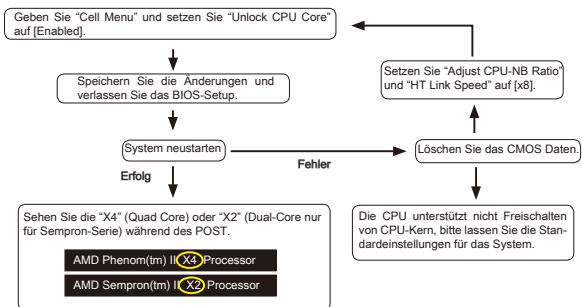 Geben Sie “Cell Menu” und setzen Sie “Unlock CPU Core”
auf [Enabled].
Speichern Sie die Änderungen und
verlassen Sie das BIOS-Setup.
Setzen Sie “Adjust CPU-NB Ratio”
und “HT Link Speed” auf [x8].
System neustarten
Fehler
Löschen Sie das CMOS Daten.
Erfolg
Sehen Sie die “X4” (Quad Core) oder “X2” (Dual-Core nur
für Sempron-Serie) während des POST.
AMD Phenom(tm) II X4 Processor
AMD Sempron(tm) II X2 Processor
Die CPU unterstützt nicht Freischalten
von CPU-Kern, bitte lassen Sie die Stan-
dardeinstellungen für das System.